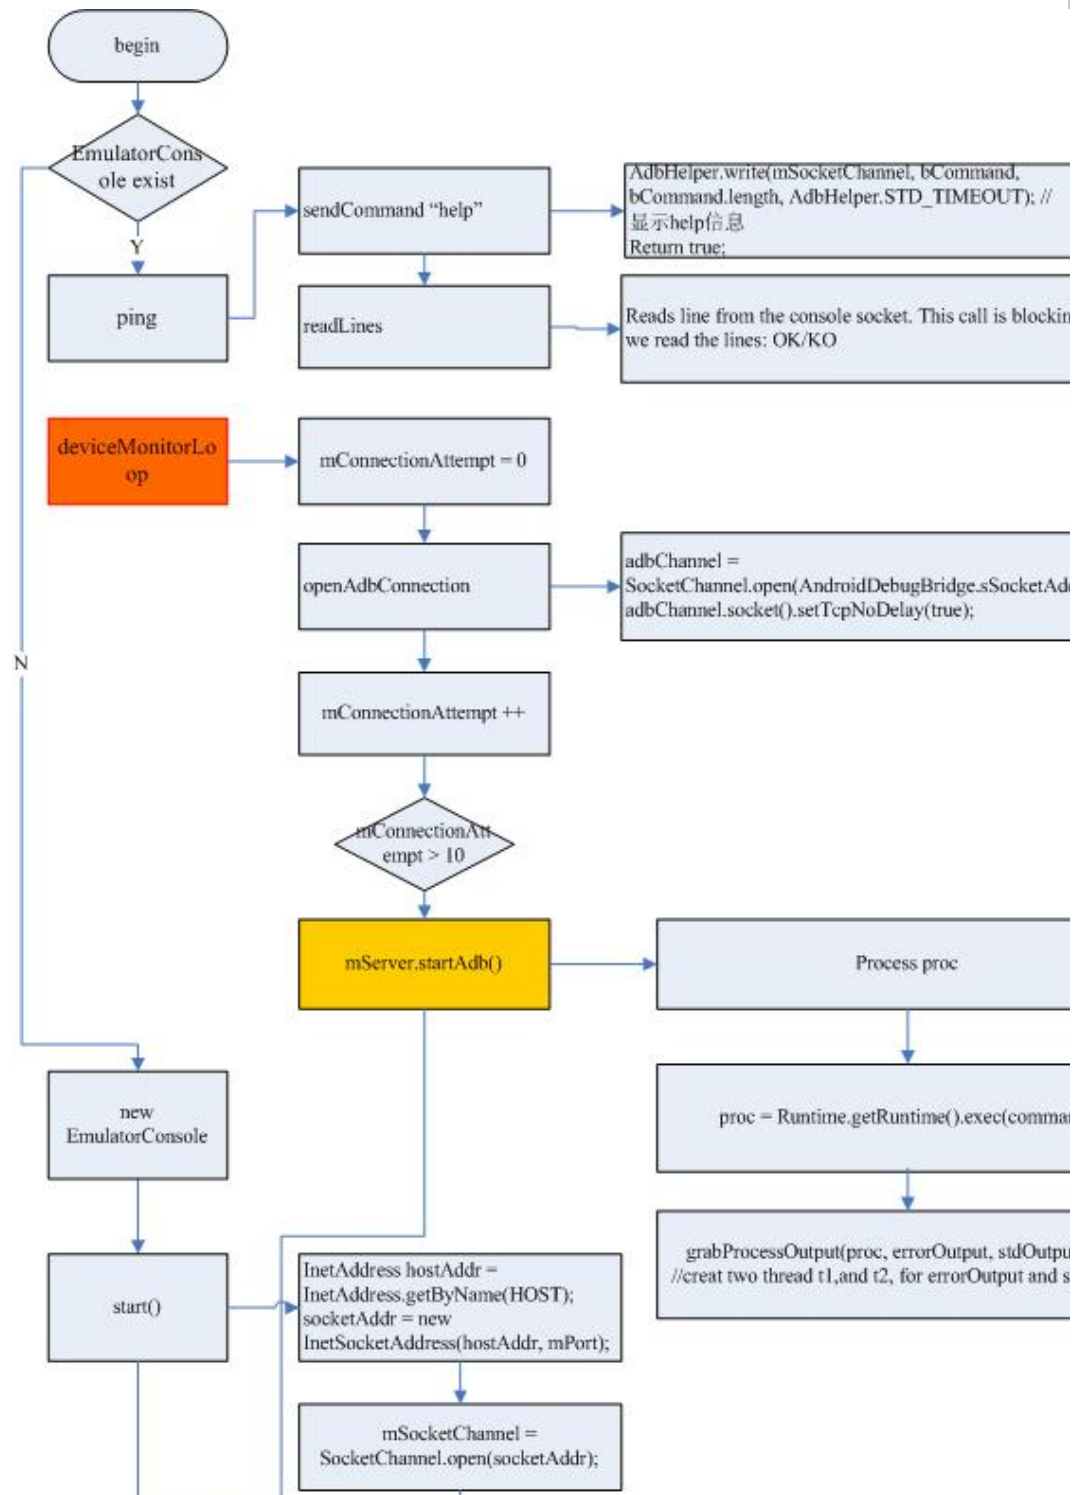 begin
EmulatorCons
ole exist
Y
ping
sendCommand “help”
AdbHelper.write(mSocketChannel, bCommand,
bCommand.length, AdbHelper.STD_TIMEOUT); //
显示help信息
Return true;
readLines
Reads line from the console socket. This call is blockin
we read the lines: OK/KO
deviceMonitorLo
op
mConnectionAttempt = 0
openAdbConnection
adbChannel =
SocketChannel.open(AndroidDebugBridge.sSocketAdd
adbChannel.socket().setTcpNoDelay(true);
N
mConnectionAttempt ++
mConnectionAtt
empt > 10
mServer.startAdb()
Process proc
new
EmulatorConsole
proc = Runtime.getRuntime().exec(comman
grabProcessOutput(proc, errorOutput, stdOutpu
//creat two thread t1,and t2, for errorOutput and s
start()
InetAddress hostAddr =
InetAddress.getByName(HOST);
socketAddr = new
InetSocketAddress(hostAddr, mPort);
mSocketChannel =
SocketChannel.open(socketAddr);